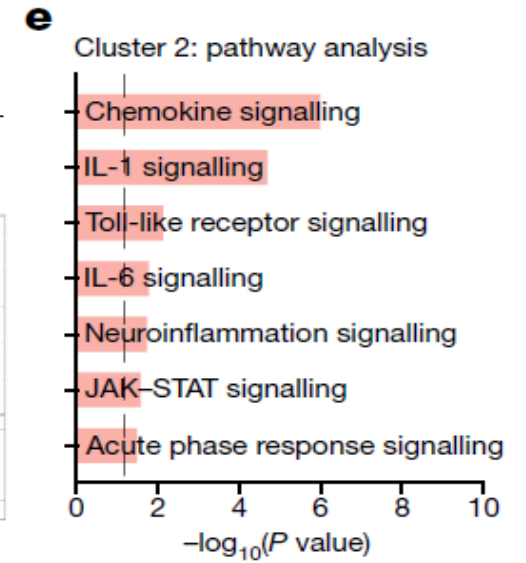 e
Cluster 2: pathway analysis
Chemokine signalling
IL-1 signalling
Toll-like receptor signalling
IL-6 signalling
Neuroinflammation signalling
JAK–STAT signalling
Acute phase response signalling
0 2 4 6 8 10
–log₁₀(P value)